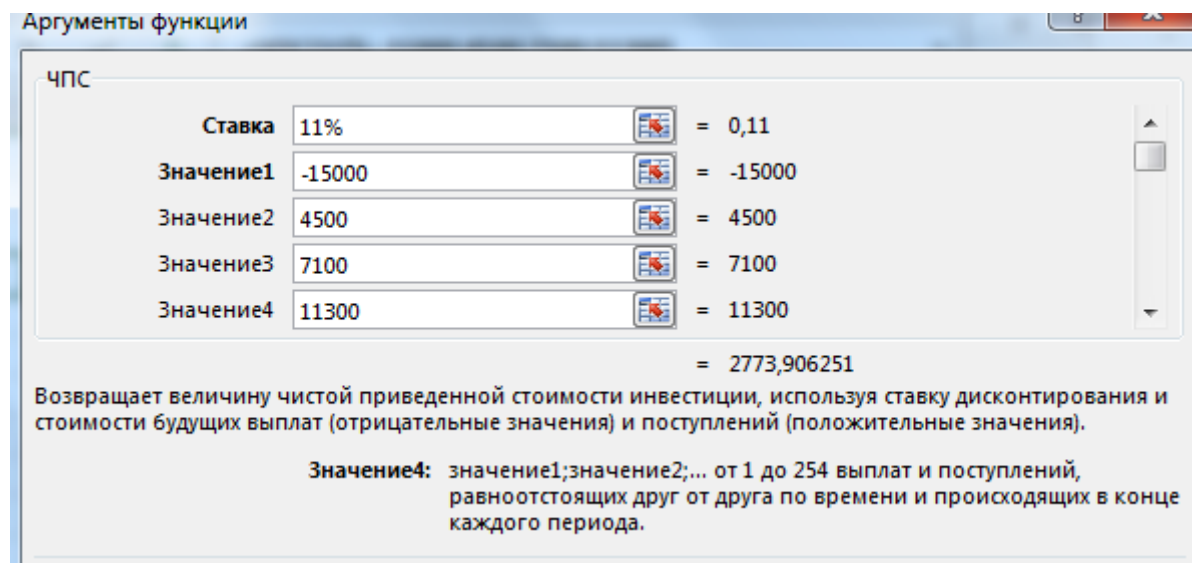 Аргументы функции
ЧПС
Ставка 11% = 0,11
Значение1 -15000 = -15000
Значение2 4500 = 4500
Значение3 7100 = 7100
Значение4 11300 = 11300
= 2773,906251
Возвращает величину чистой приведенной стоимости инвестиции, используя ставку дисконтирования и
стоимости будущих выплат (отрицательные значения) и поступлений (положительные значения).
Значение4: значение1;значение2;... от 1 до 254 выплат и поступлений,
равноотстоящих друг от друга по времени и происходящих в конце
каждого периода.